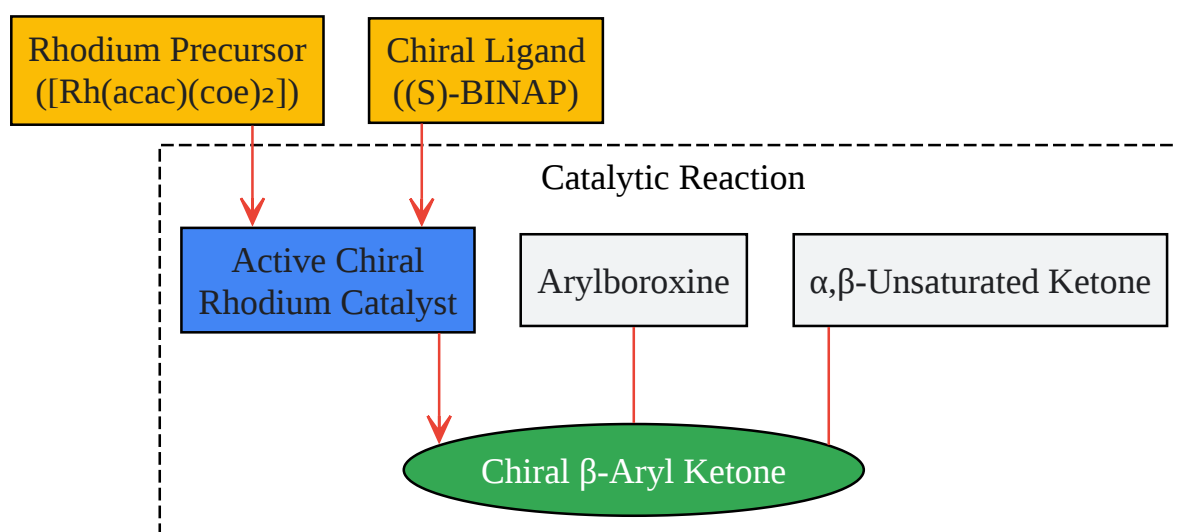 Rhodium Precursor
([Rh(acac)(coe)₂])
Chiral Ligand
((S)-BINAP)
Catalytic Reaction
Active Chiral
Rhodium Catalyst
Arylboroxine
α,β-Unsaturated Ketone
Chiral β-Aryl Ketone